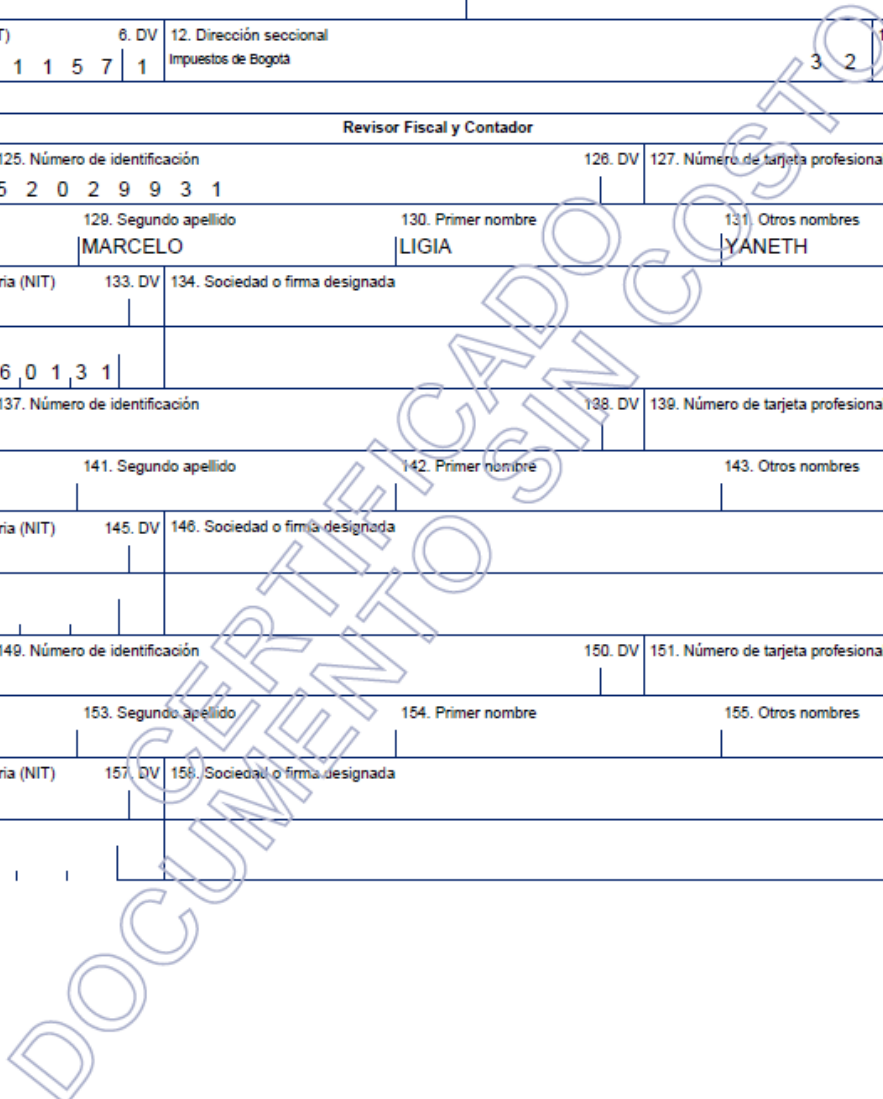 T) 6. DV 12. Dirección seccional 1
1 1 5 7 1 Impuestos de Bogotá 3 2
Revisor Fiscal y Contador
125. Número de identificación 126. DV 127. Número de tarjeta profesiona
5 2 0 2 9 9 3 1
129. Segundo apellido 130. Primer nombre 131. Otros nombres
MARCELO LIGIA YANETH
ria (NIT) 133. DV 134. Sociedad o firma designada
6 0 1 3 1
137. Número de identificación 138. DV 139. Número de tarjeta profesiona
141. Segundo apellido 142. Primer nombre 143. Otros nombres
ria (NIT) 145. DV 146. Sociedad o firma designada
149. Número de identificación 150. DV 151. Número de tarjeta profesiona
153. Segundo apellido 154. Primer nombre 155. Otros nombres
ria (NIT) 157. DV 158. Sociedad o firma designada
CERTIFICADO
DOCUMENTO SIN COSTO